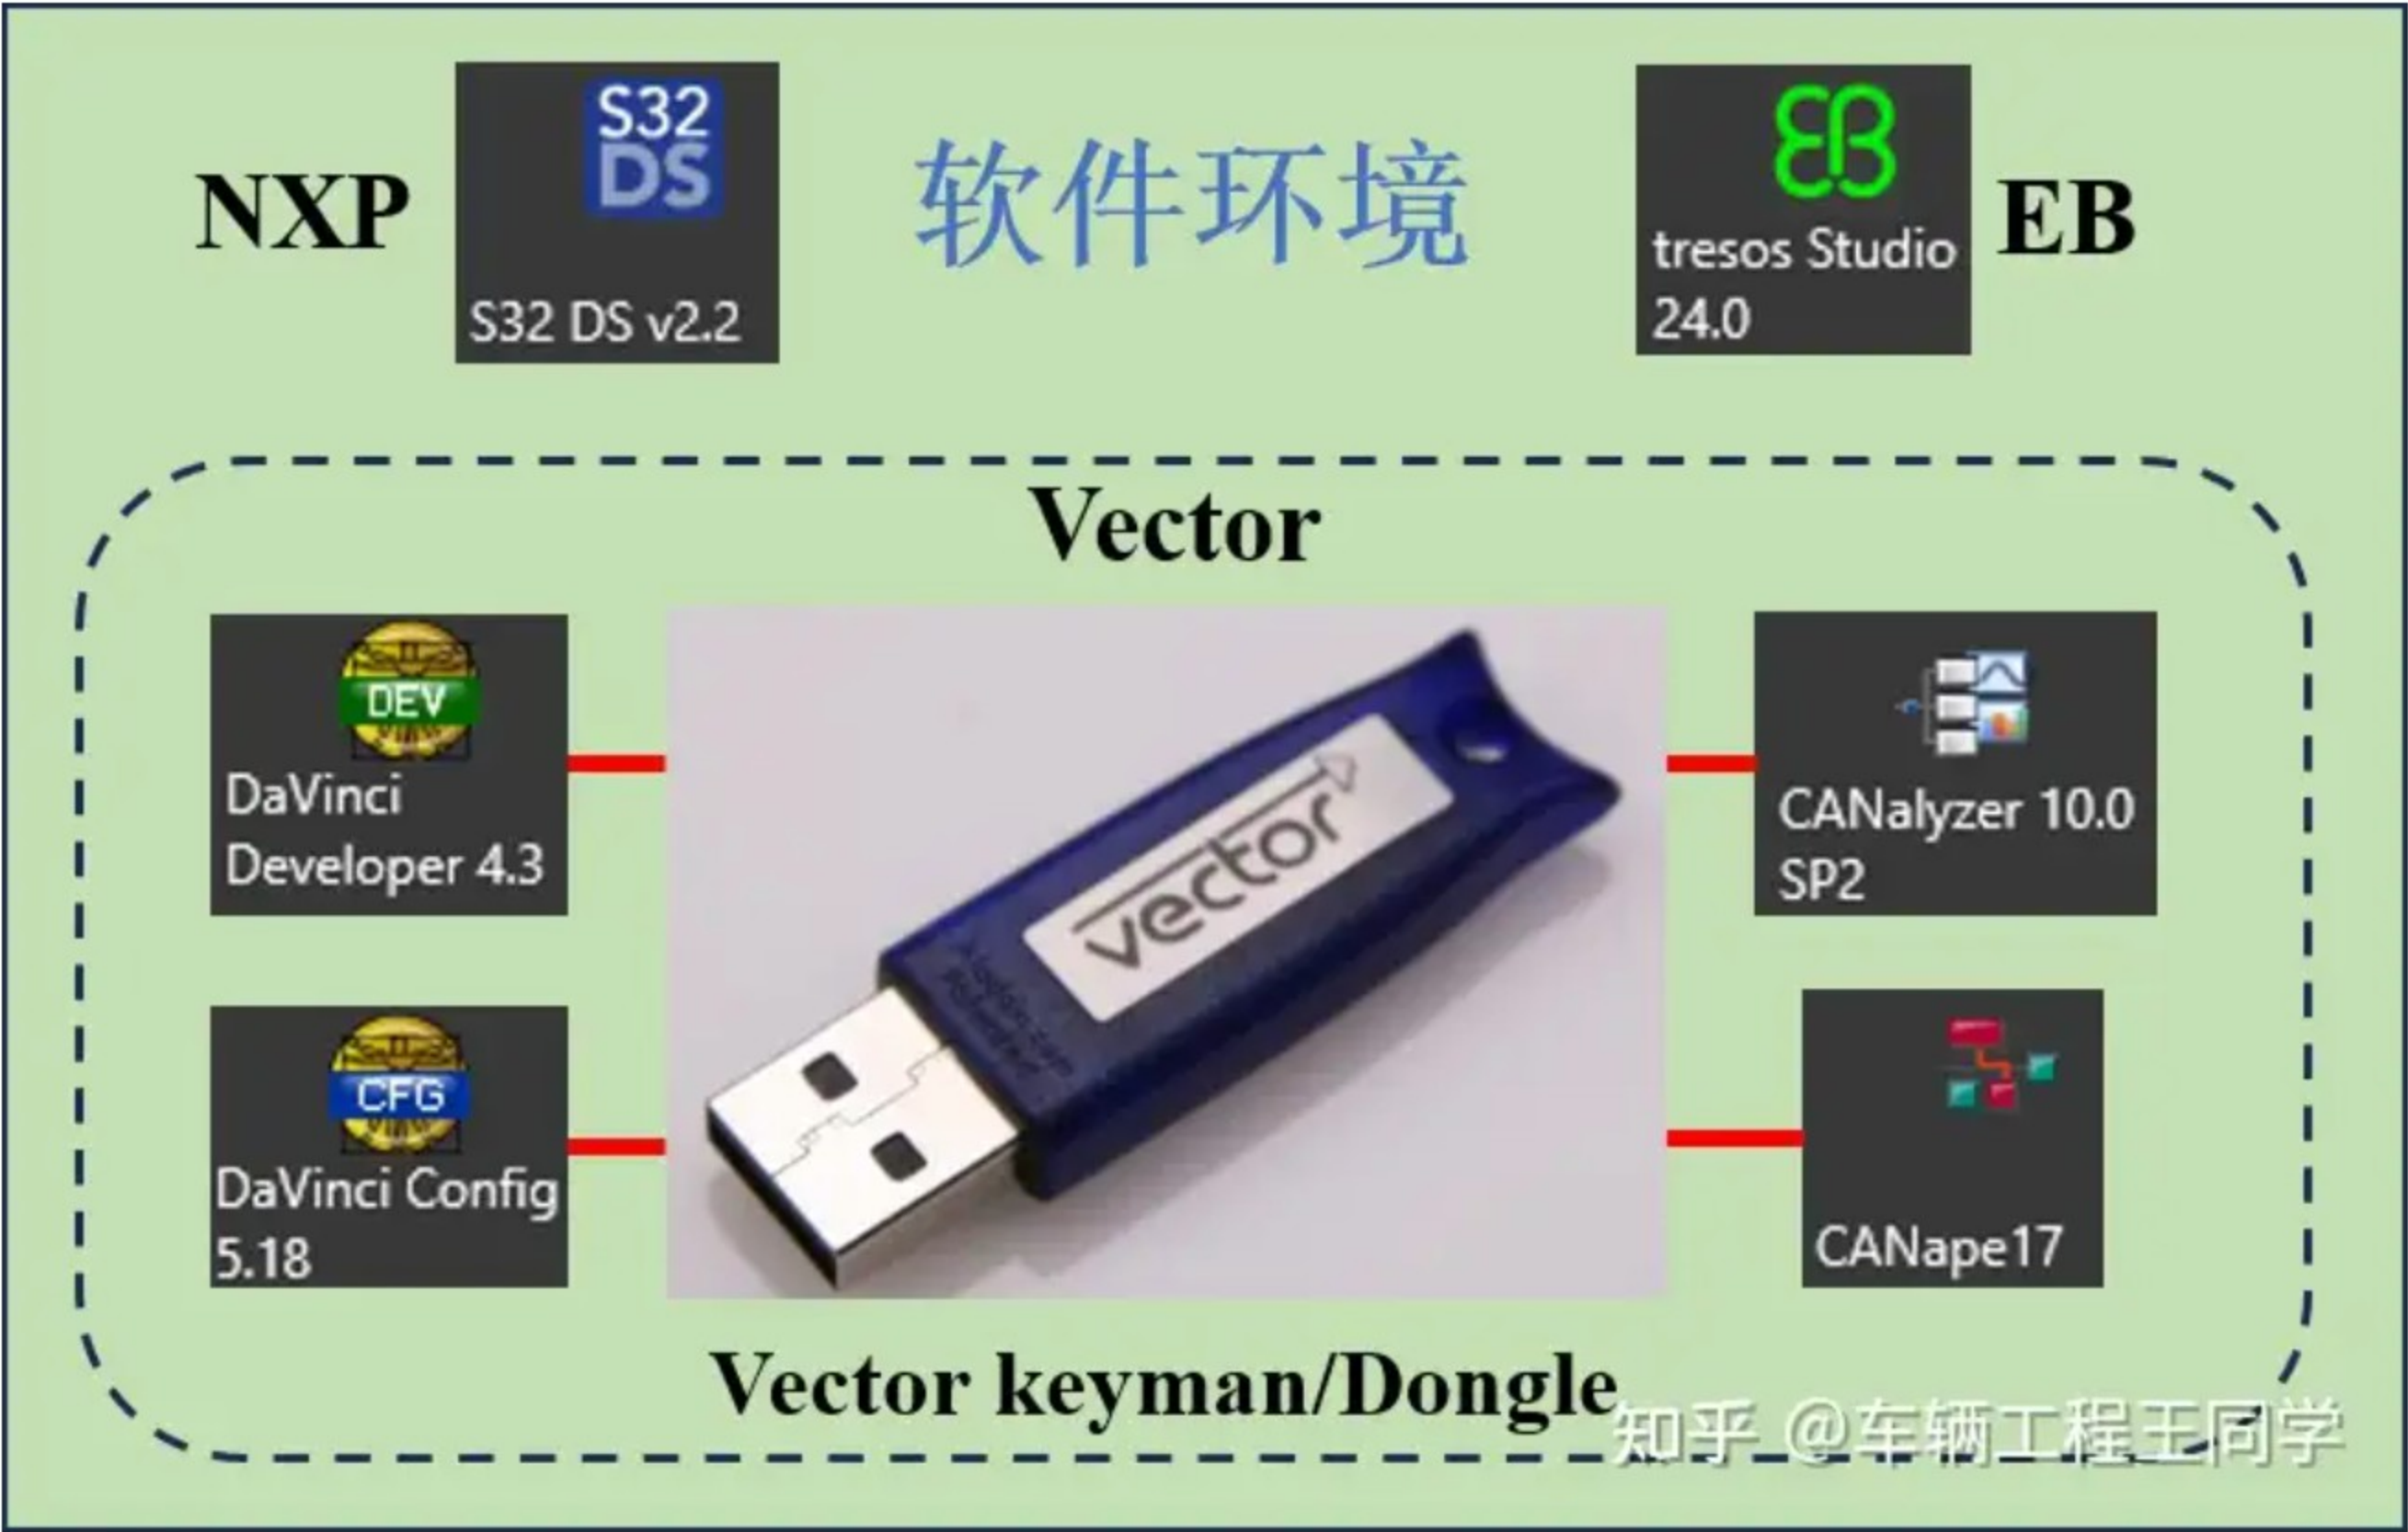 S32
DS
S32 DS v2.2
NXP
软件环境
EB
tresos Studio
24.0
EB
Vector
DEV
DaVinci
Developer 4.3
CFG
DaVinci Config
5.18
vector
CANalyzer 10.0
SP2
CANape17
Vector keyman/Dongle
知乎 @车辆工程王同学